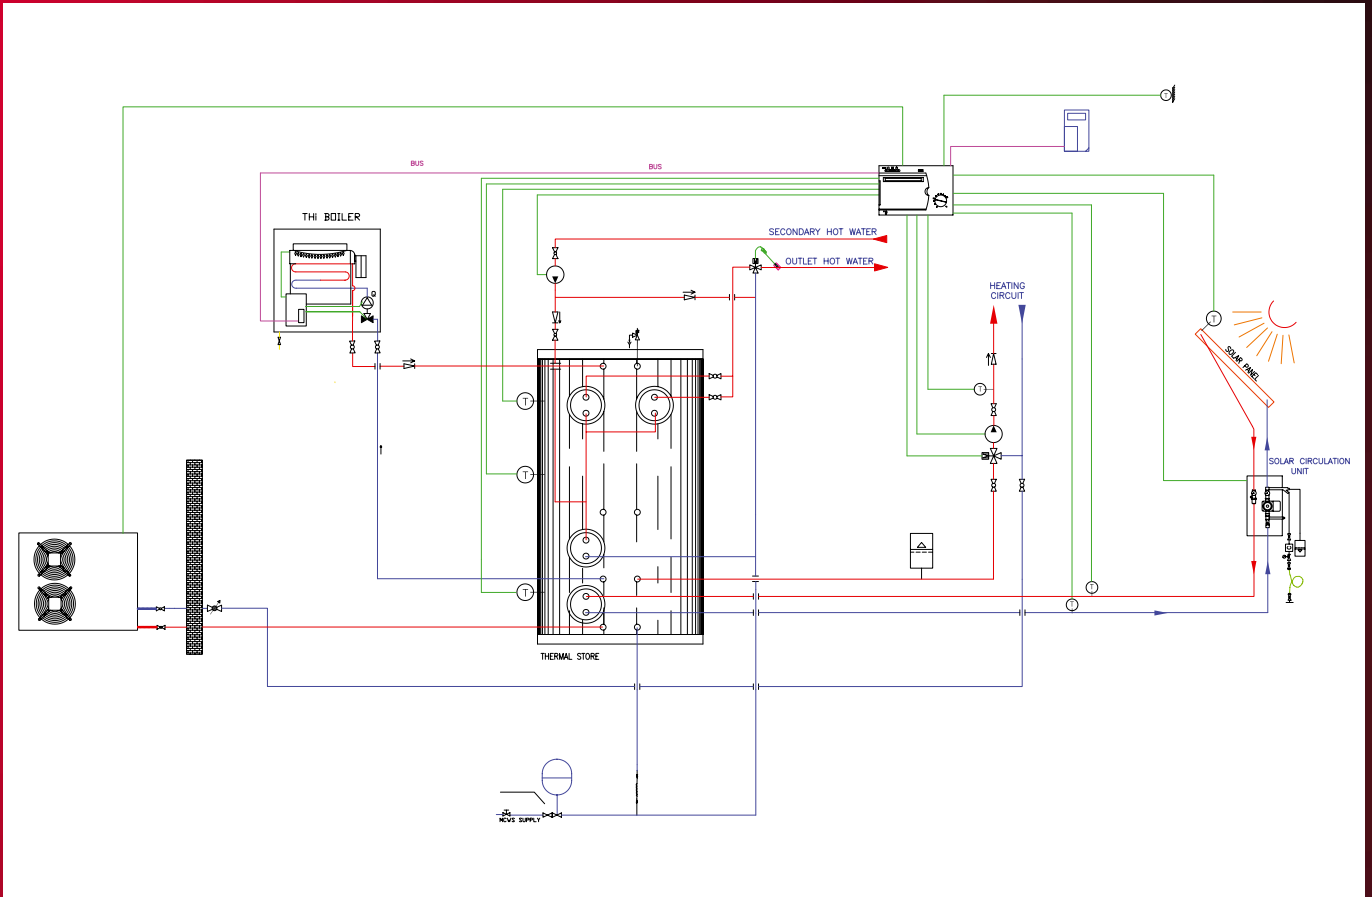 BUS
BUS
THi BOILER
SECONDARY HOT WATER
OUTLET HOT WATER
HEATING
CIRCUIT
SOLAR PANEL
SOLAR CIRCULATION
UNIT
THERMAL STORE
MCWS SUPPLY
T
T
T
T
T
T
T
T